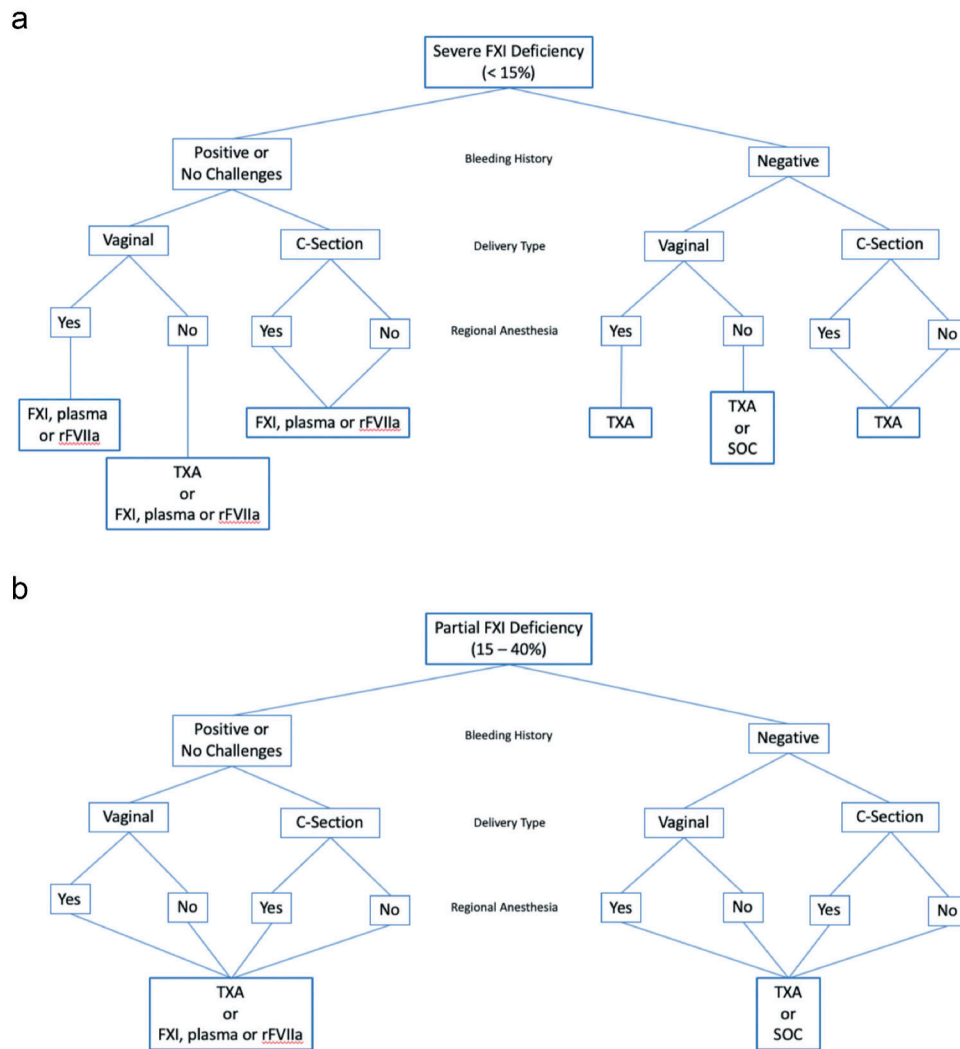 a
Severe FXI Deficiency
(< 15%)
Positive or
No Challenges
Bleeding History
Negative
Vaginal
C-Section
Delivery Type
Vaginal
C-Section
Yes
No
Yes
No
Regional Anesthesia
Yes
No
Yes
No
FXI, plasma
or rFVIIa
FXI, plasma or rFVIIa
TXA
TXA
or
SOC
TXA
TXA
or
FXI, plasma or rFVIIa
b
Partial FXI Deficiency
(15 – 40%)
Positive or
No Challenges
Bleeding History
Negative
Vaginal
C-Section
Delivery Type
Vaginal
C-Section
Yes
No
Yes
No
Regional Anesthesia
Yes
No
Yes
No
TXA
or
FXI, plasma or rFVIIa
TXA
or
SOC